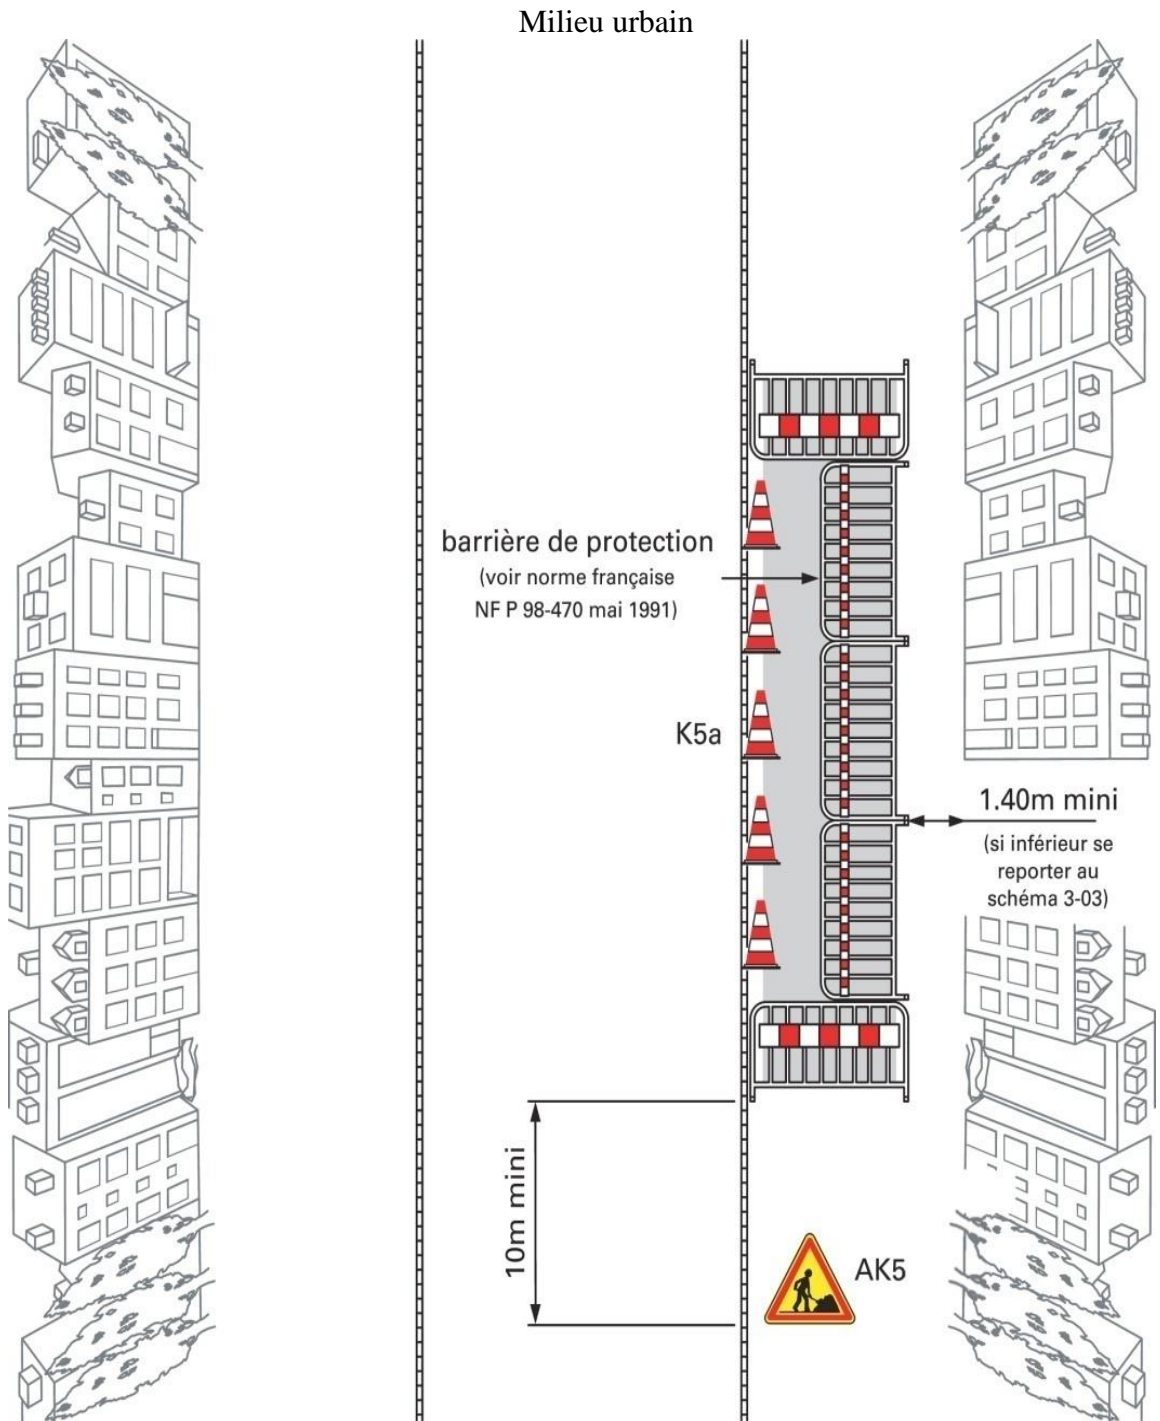 Milieu urbain
barrière de protection
(voir norme française
NF P 98-470 mai 1991)
K5a
1.40m mini
(si inférieur se
reporter au
schéma 3-03)
10m mini
AK5